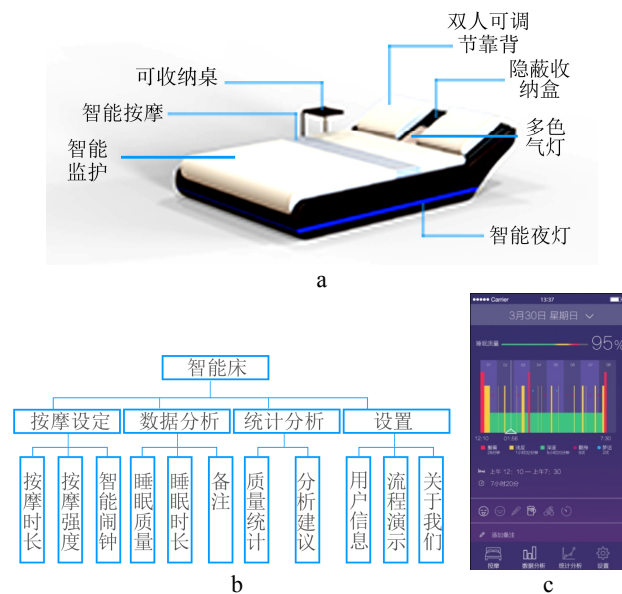 双人可调
节靠背
隐蔽收
纳盒
可收纳桌
智能按摩
多色
气灯
智能
监护
智能夜灯
a
智能床
按摩设定
数据分析
统计分析
设置
按摩时长
按摩强度
智能闹钟
睡眠质量
睡眠时长
备注
质量统计
分析建议
用户信息
流程演示
关于我们
b
Carrier 13:37
3月30日 星期日
睡眠质量 95%
12:10 01:56 7:30
上午 12:10 — 上午7:30
7小时20分
添加备注
按摩 数据分析 统计分析 设置
c